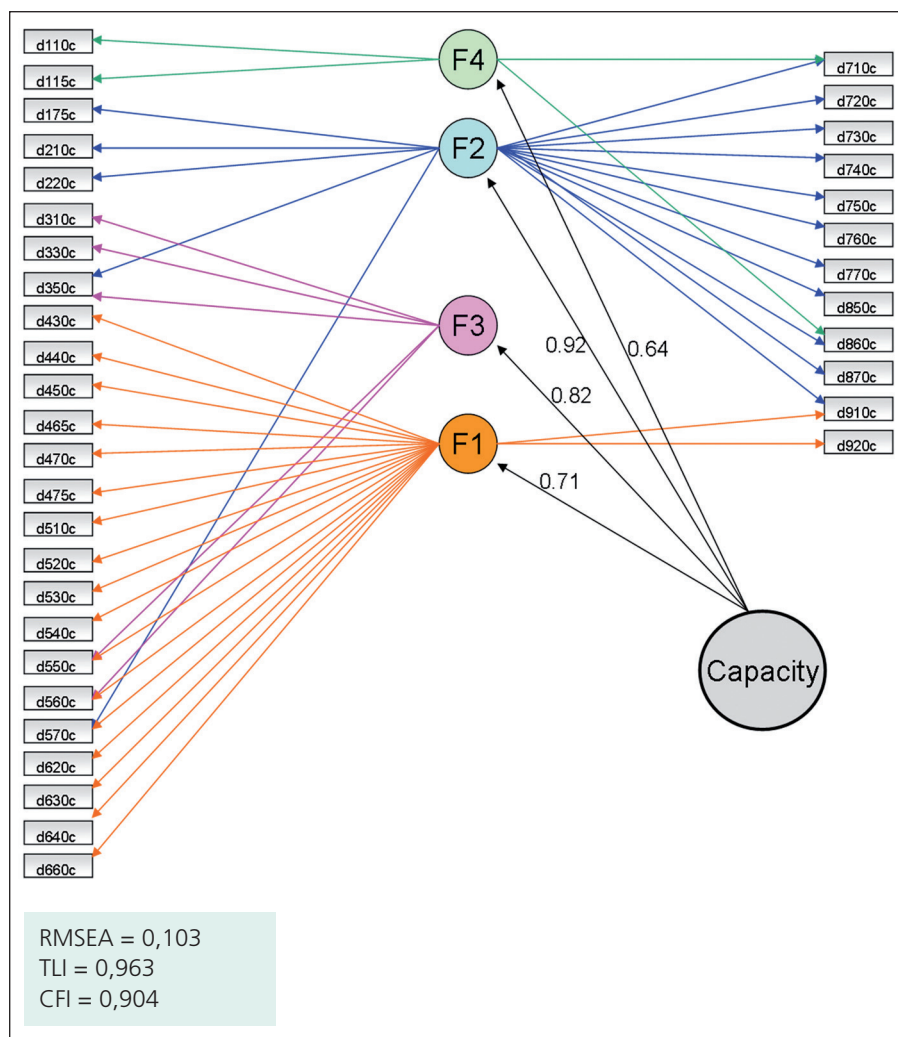 d110c
d115c
d175c
d210c
d220c
d310c
d330c
d350c
d430c
d440c
d450c
d465c
d470c
d475c
d510c
d520c
d530c
d540c
d550c
d560c
d570c
d620c
d630c
d640c
d660c
F4
F2
F3
F1
0.92
0.64
0.82
0.71
Capacity
d710c
d720c
d730c
d740c
d750c
d760c
d770c
d850c
d860c
d870c
d910c
d920c
RMSEA = 0,103
TLI = 0,963
CFI = 0,904